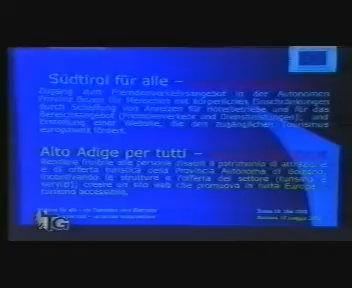 Südtirol für alle –
Zugang zum Fremdenverkehrsangebot in der Autonomen
Provinz Bozen für Menschen mit körperlichen Einschränkungen
durch Schaffung von Anreizen für Hotelbetriebe und für das
Bereichsangebot (Fremdenverkehr und Dienstleistungen); und
Erstellung einer Website, die den zugänglichen Tourismus
europaweit fördert.
Alto Adige per tutti –
Rendere fruibile alle persone disabili il patrimonio di attrazione
e di offerta turistica della Provincia Autonoma di Bolzano,
incentivando le strutture e l'offerta del settore (turismo e
servizi); creare un sito web che promuova in tutta Europa il
turismo accessibile.
TG